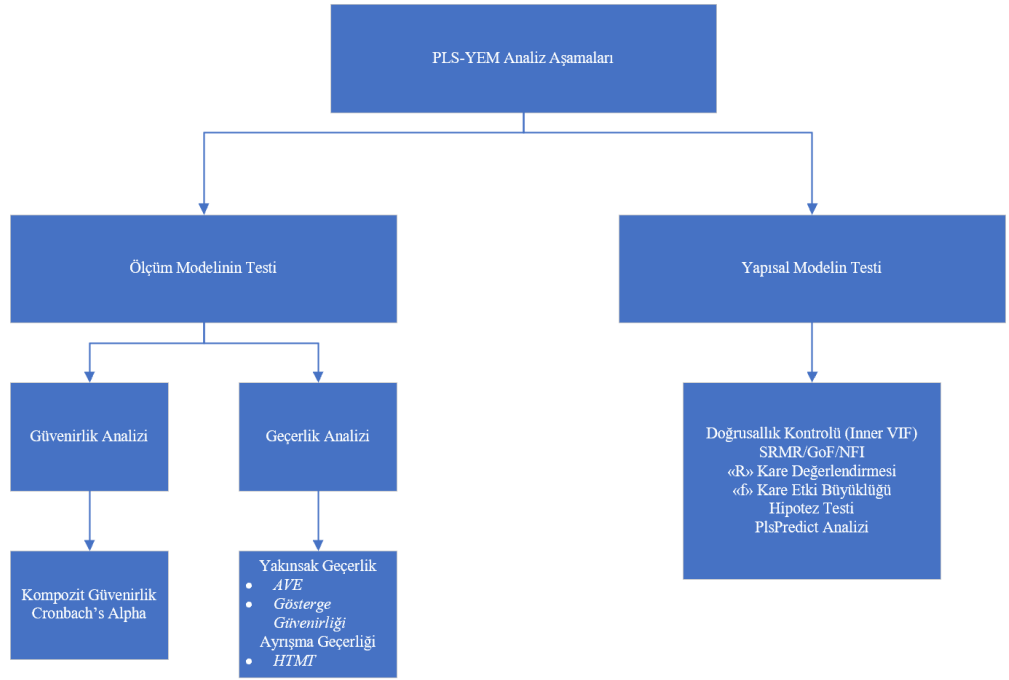 PLS-YEM Analiz Aşamaları
Ölçüm Modelinin Testi
Yapısal Modelin Testi
Güvenirlik Analizi
Geçerlik Analizi
Doğrusallık Kontrolü (Inner VIF)
SRMR/GoF/NFI
«R» Kare Değerlendirmesi
«f» Kare Etki Büyüklüğü
Hipotez Testi
PlsPredict Analizi
Kompozit Güvenirlik
Cronbach’s Alpha
Yakınsak Geçerlik
• AVE
• Gösterge
Güvenirliği
Ayrışma Geçerliği
• HTMT